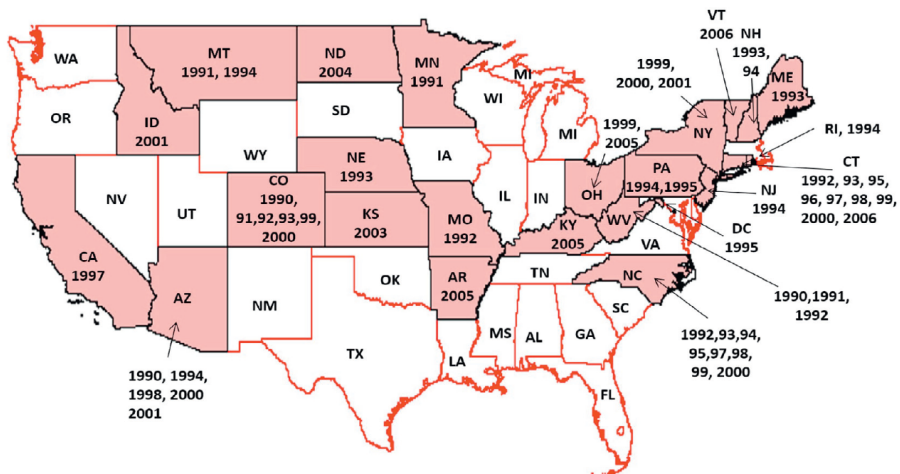 VT
2006
NH
1993,
94
WA
MT
1991, 1994
ND
2004
MN
1991
1999,
2000, 2001
ME
1993
MI
OR
ID
2001
SD
WI
MI
NY
RI, 1994
WY
1999,
2005
CT
1992, 93, 95,
96, 97, 98, 99,
2000, 2006
NE
1993
IA
PA
1994,1995
NV
UT
CO
1990,
91,92,93,99,
2000
IL
IN
OH
NJ
1994
KS
2003
MO
1992
KY
2005
WV
VA
DC
1995
CA
1997
AZ
NM
OK
AR
2005
TN
NC
1990,1991,
1992
SC
MS
AL
GA
1992,93,94,
95,97,98,
99, 2000
TX
LA
1990, 1994,
1998, 2000
2001
FL